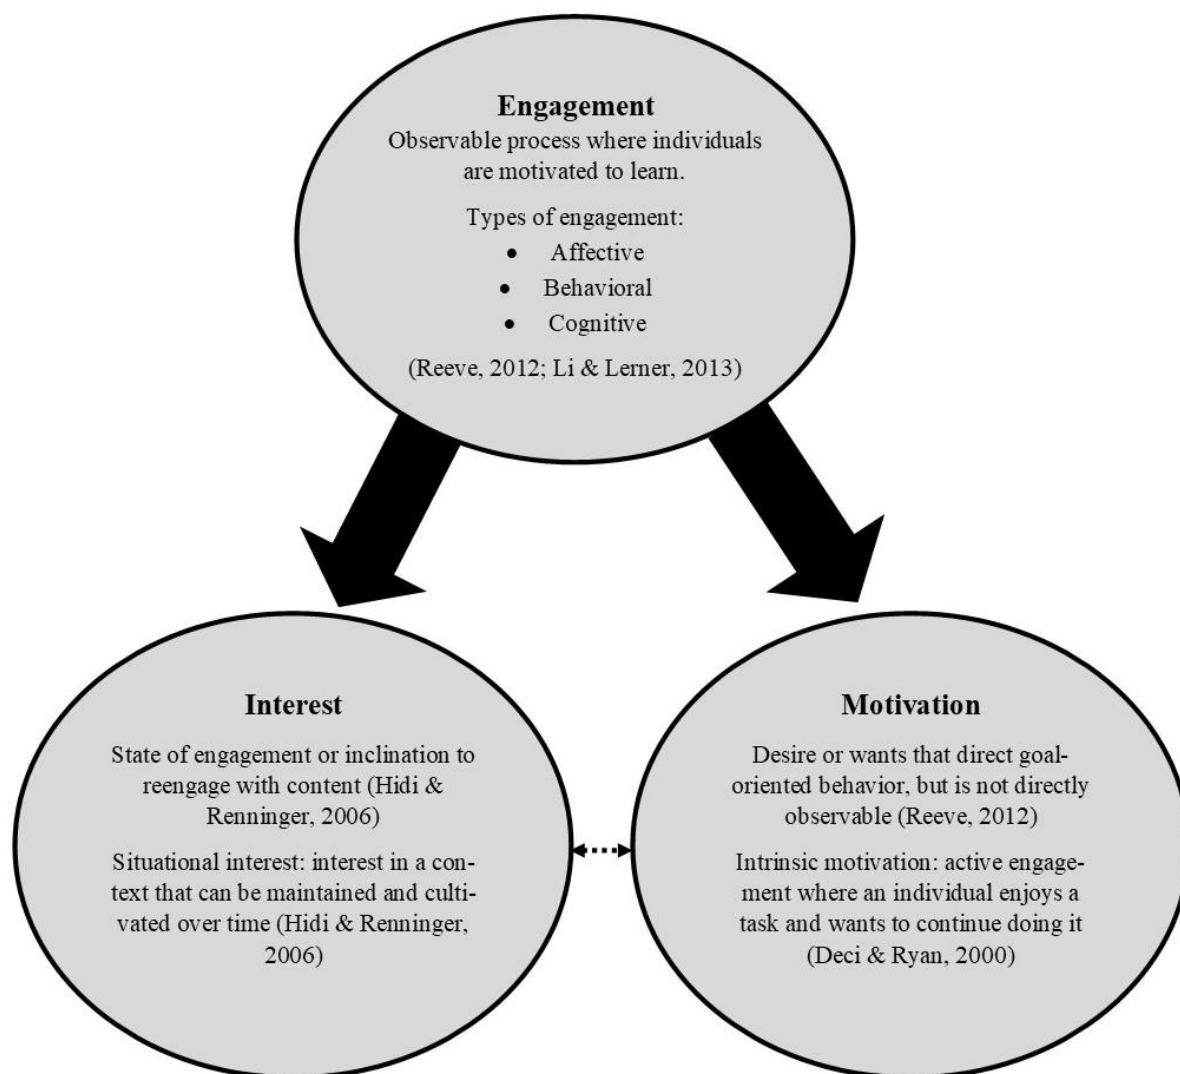 Engagement
Observable process where individuals
are motivated to learn.
Types of engagement:
• Affective
• Behavioral
• Cognitive
(Reeve, 2012; Li & Lerner, 2013)
Interest
State of engagement or inclination to
reengage with content (Hidi &
Renninger, 2006)
Situational interest: interest in a con-
text that can be maintained and culti-
vated over time (Hidi & Renninger,
2006)
Motivation
Desire or wants that direct goal-
oriented behavior, but is not directly
observable (Reeve, 2012)
Intrinsic motivation: active engage-
ment where an individual enjoys a
task and wants to continue doing it
(Deci & Ryan, 2000)